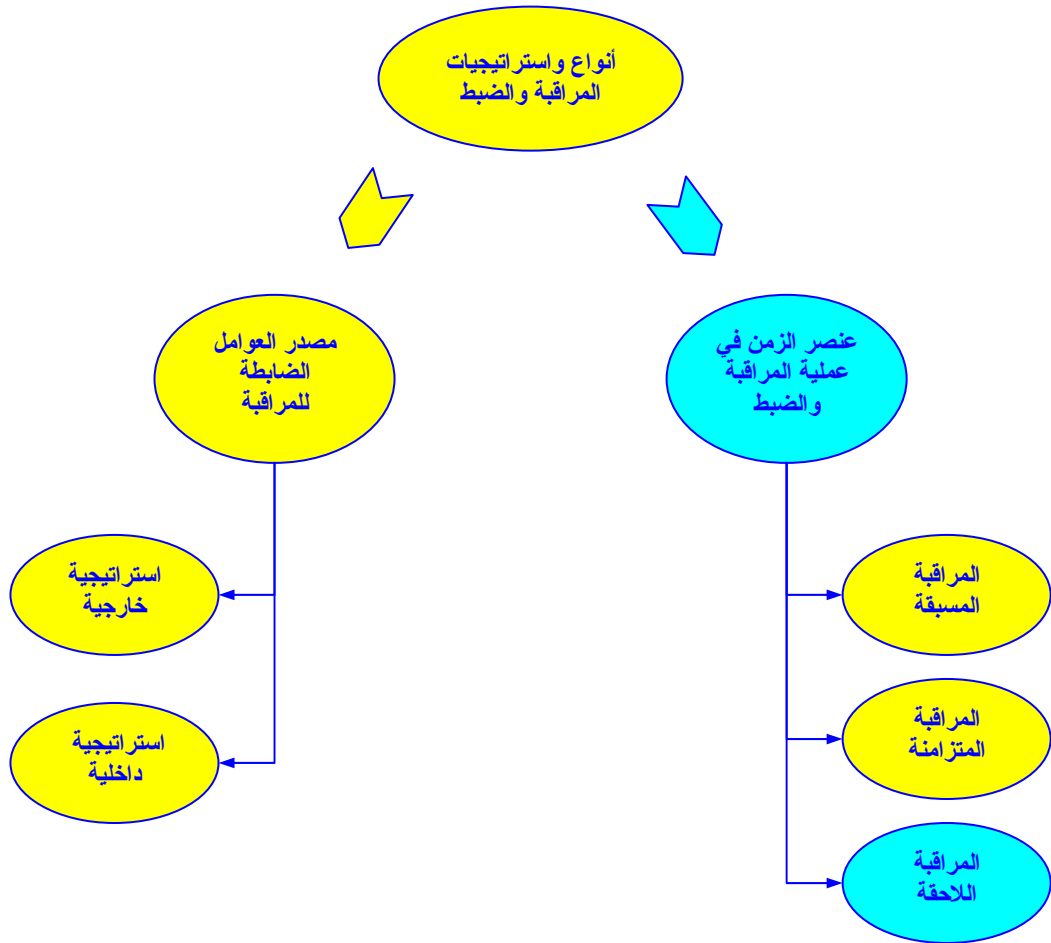 أنواع واستراتيجيات
المراقبة والضبط
عنصر الزمن في
عملية المراقبة
والضبط
مصدر العوامل
الضابطة
للمراقبة
المراقبة
المسبقة
المراقبة
المتزامنة
المراقبة
اللاحقة
استراتيجية
خارجية
استراتيجية
داخلية